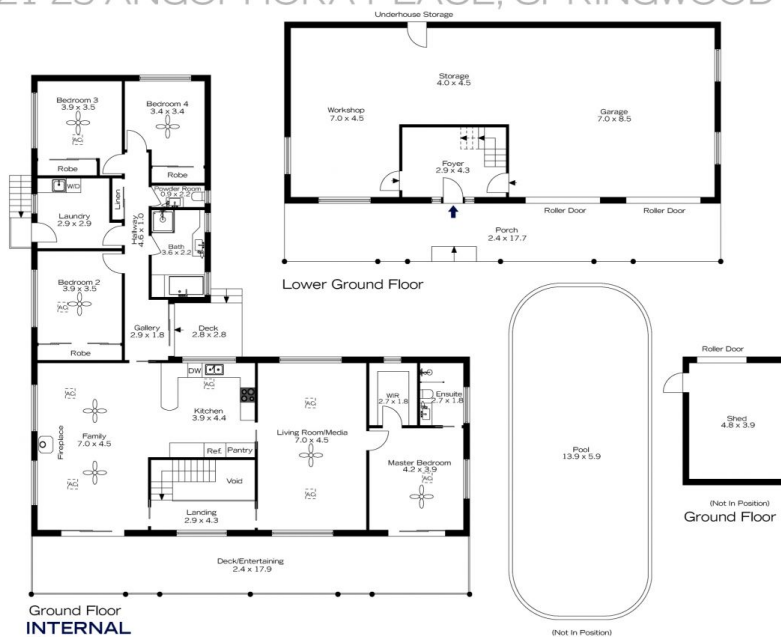 21-25 ANGOPHORA PLACE, SPRINGWOOD
Underhouse Storage
Storage
4.0 x 4.5
Workshop
7.0 x 4.5
Garage
7.0 x 8.5
Foyer
2.9 x 4.3
Roller Door
Roller Door
Porch
2.4 x 17.7
Lower Ground Floor
Bedroom 3
3.9 x 3.5
AC
Robe
Bedroom 4
3.4 x 3.4
Robe
W/D
Laundry
2.9 x 2.9
Linen
Powder Room
0.9 x 2.2
Hallway
4.6 x 1.0
Bath
3.6 x 2.2
Bedroom 2
3.9 x 3.5
AC
Robe
Gallery
2.9 x 1.8
Deck
2.8 x 2.8
DW
AC
Kitchen
3.9 x 4.4
Ref.
Pantry
AC
Family
7.0 x 4.5
Fireplace
AC
Void
Landing
2.9 x 4.3
AC
Living Room/Media
7.0 x 4.5
AC
WIR
2.7 x 1.8
Ensuite
2.7 x 1.8
Master Bedroom
4.2 x 3.9
AC
Deck/Entertaining
2.4 x 17.9
Ground Floor
INTERNAL
Pool
13.9 x 5.9
(Not In Position)
Roller Door
Shed
4.8 x 3.9
(Not In Position)
Ground Floor